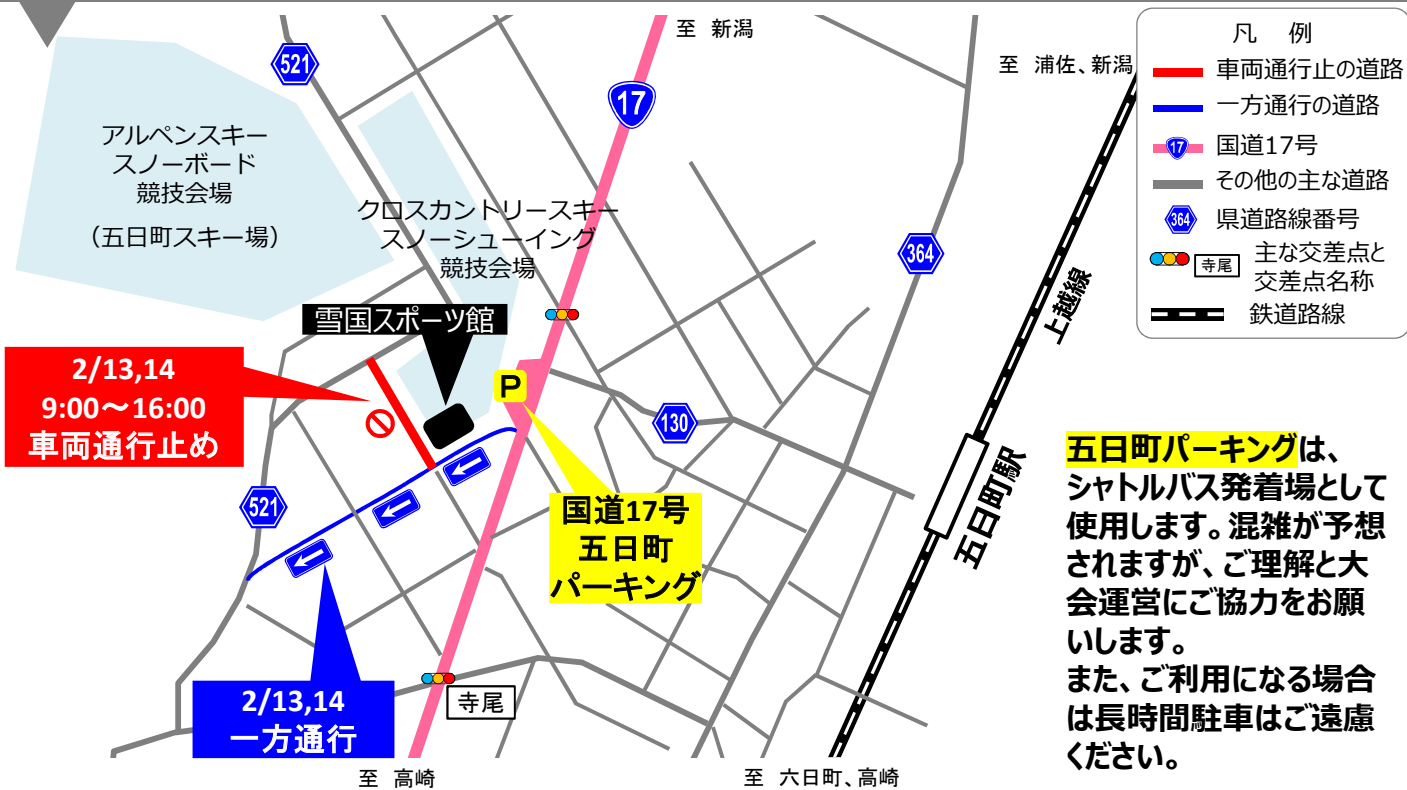 至 新潟
521
17
至 浦佐、新潟
アルペンスキー
スノーボード
競技会場
（五日町スキー場）
クロスカントリースキー
スノーシューイング
競技会場
364
雪国スポーツ館
上越線
2/13,14
9:00～16:00
車両通行止め
P
130
521
国道17号
五日町
パーキング
五日町駅
2/13,14
一方通行
寺尾
至 高崎
至 六日町、高崎
凡 例
車両通行止の道路
一方通行の道路
17 国道17号
その他の主な道路
364 県道路線番号
寺尾 主な交差点と
交差点名称
鉄道路線
五日町パーキングは、
シャトルバス発着場として
使用します。混雑が予想
されますが、ご理解と大
会運営にご協力をお願
いします。
また、ご利用になる場合
は長時間駐車はご遠慮
ください。